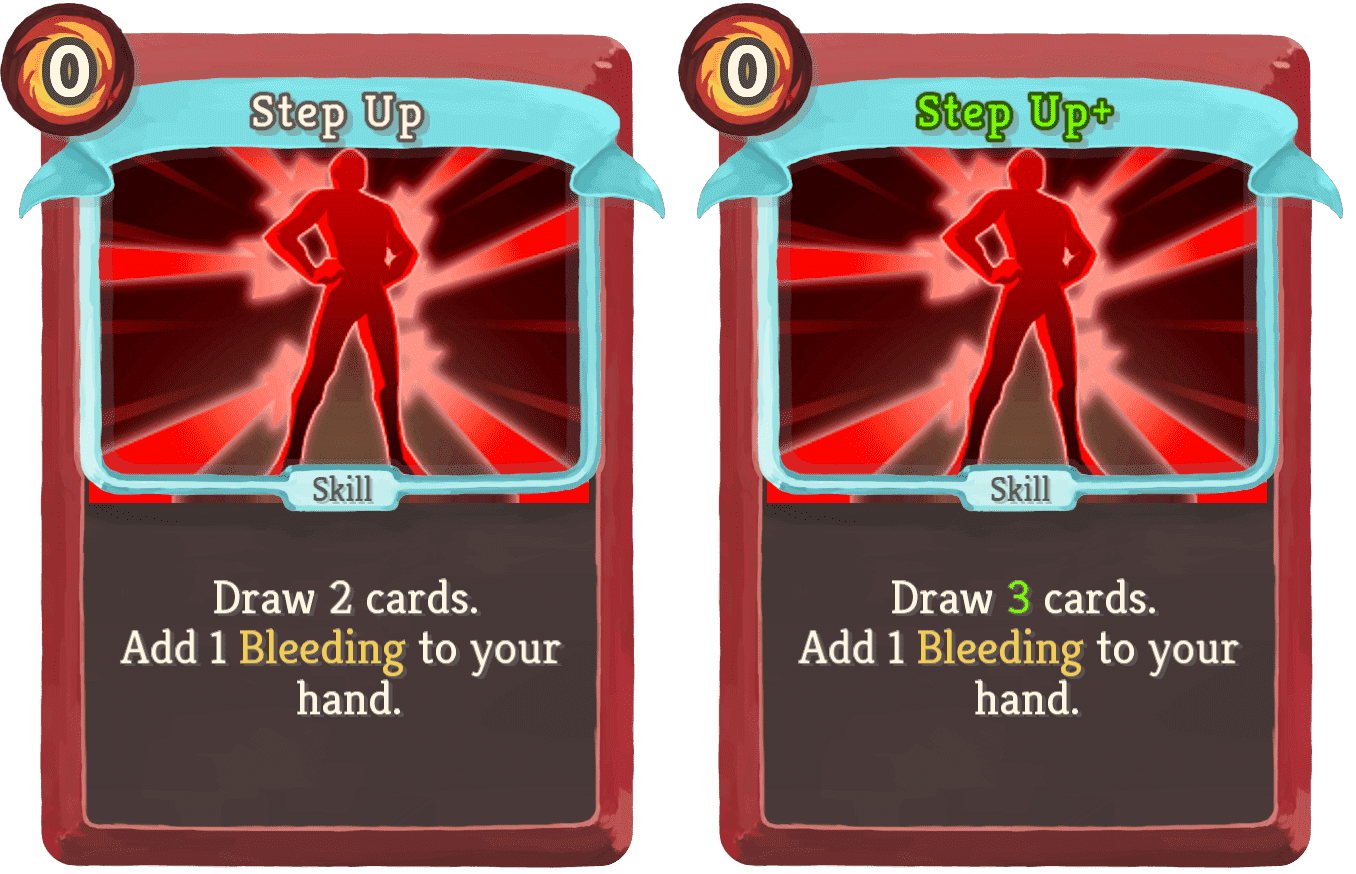 0
Step Up
Skill
Draw 2 cards.
Add 1 Bleeding to your
hand.
0
Step Up+
Skill
Draw 3 cards.
Add 1 Bleeding to your
hand.